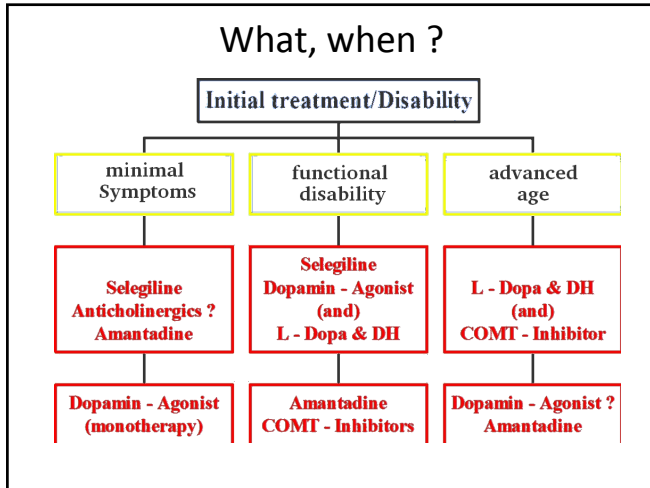 What, when ?
Initial treatment/Disability
minimal
Symptoms
functional
disability
advanced
age
Selegiline
Anticholinergics ?
Amantadine
Selegiline
Dopamin - Agonist
(and)
L - Dopa & DH
L - Dopa & DH
(and)
COMT - Inhibitor
Dopamin - Agonist
(monotherapy)
Amantadine
COMT - Inhibitors
Dopamin - Agonist ?
Amantadine